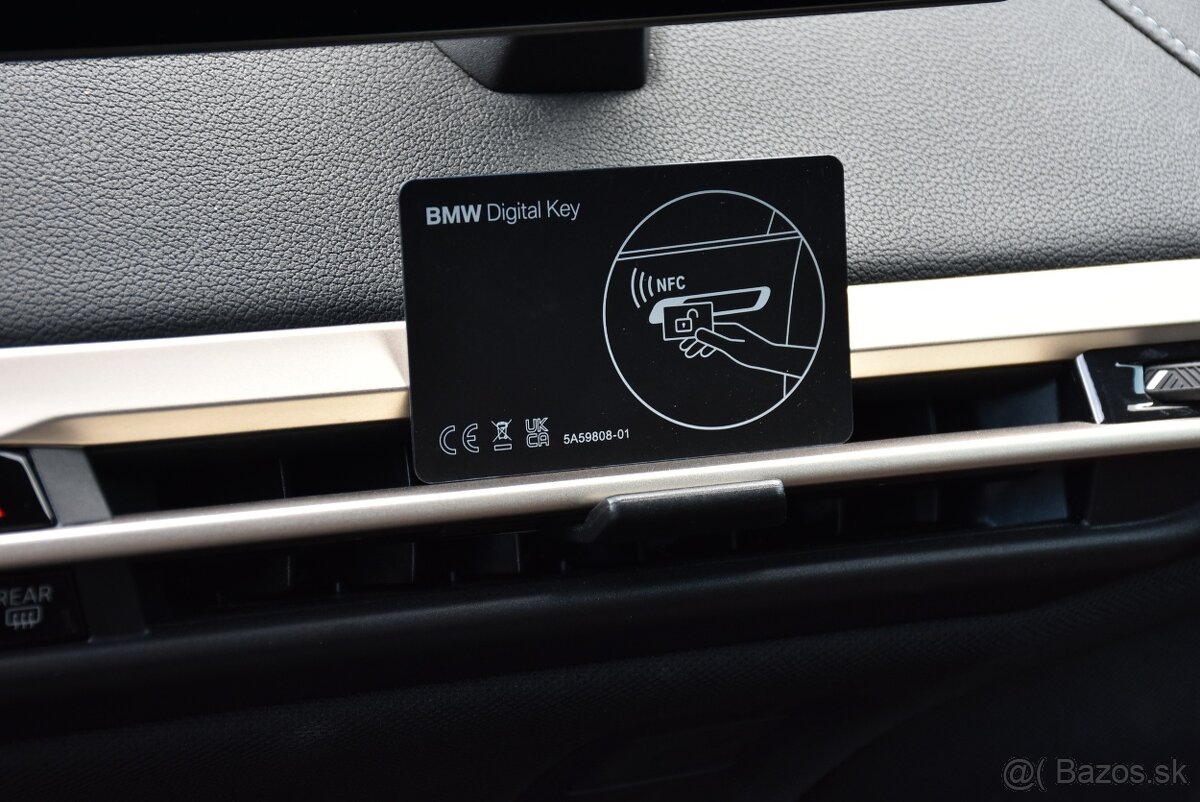 BMW Digital Key
NFC
CE UK CA 5A59808-01
REAR
@( Bazos.sk